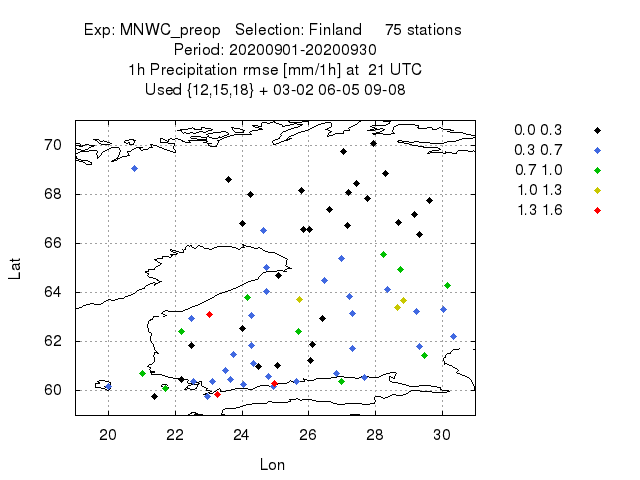 Exp: MNWC_preop   Selection: Finland     75 stations
Period: 20200901-20200930
1h Precipitation rmse [mm/1h] at  21 UTC
Used {12,15,18} + 03-02 06-05 09-08
0.0 0.3
0.3 0.7
0.7 1.0
1.0 1.3
1.3 1.6
70
68
66
64
62
60
Lat
20 22 24 26 28 30
Lon